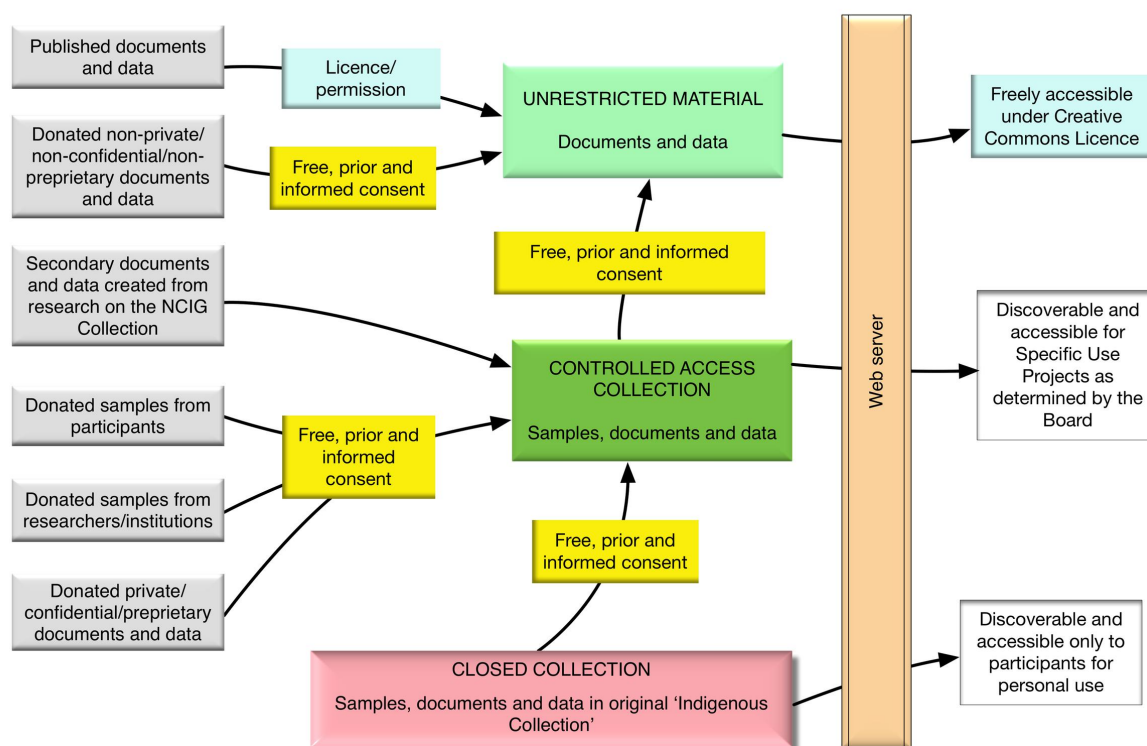 Published documents
and data
Licence/
permission
UNRESTRICTED MATERIAL
Documents and data
Freely accessible
under Creative
Commons Licence
Donated non-private/
non-confidential/non-
preprietary documents
and data
Free, prior and
informed consent
Secondary documents
and data created from
research on the NCIG
Collection
Free, prior and informed
consent
Web server
Discoverable and
accessible for
Specific Use
Projects as
determined by the
Board
CONTROLLED ACCESS
COLLECTION
Samples, documents and data
Donated samples from
participants
Free, prior and
informed
consent
Donated samples from
researchers/institutions
Free, prior and
informed consent
Donated private/
confidential/preprietary
documents and data
Discoverable and
accessible only to
participants for
personal use
CLOSED COLLECTION
Samples, documents and data in original ‘Indigenous
Collection’